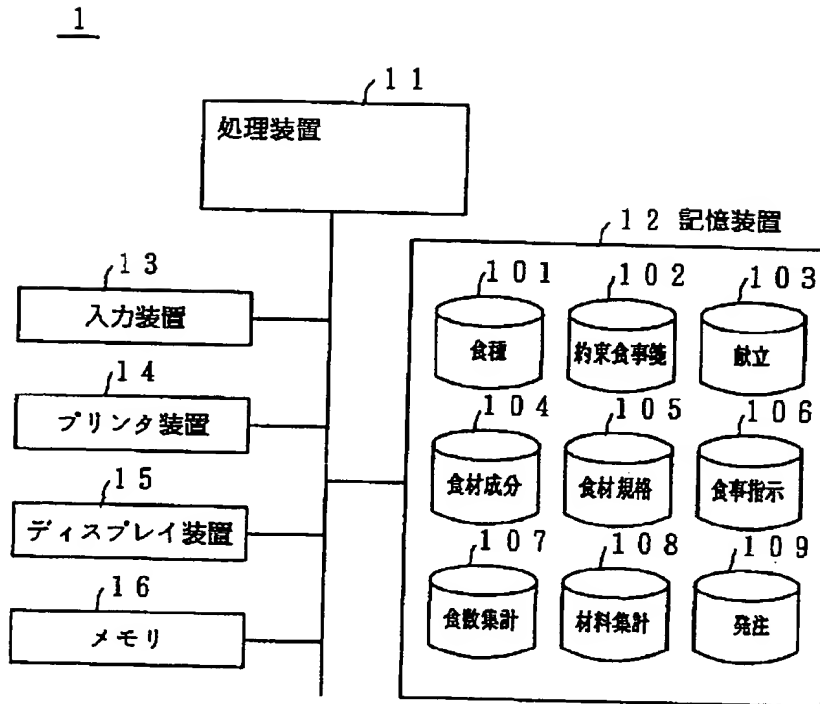 1
11
処理装置
12 記憶装置
13
入力装置
14
プリンタ装置
15
ディスプレイ装置
16
メモリ
101 102 103
食種 約束食事箋 献立
104 105 106
食材成分 食材規格 食事指示
107 108 109
食数集計 材料集計 発注